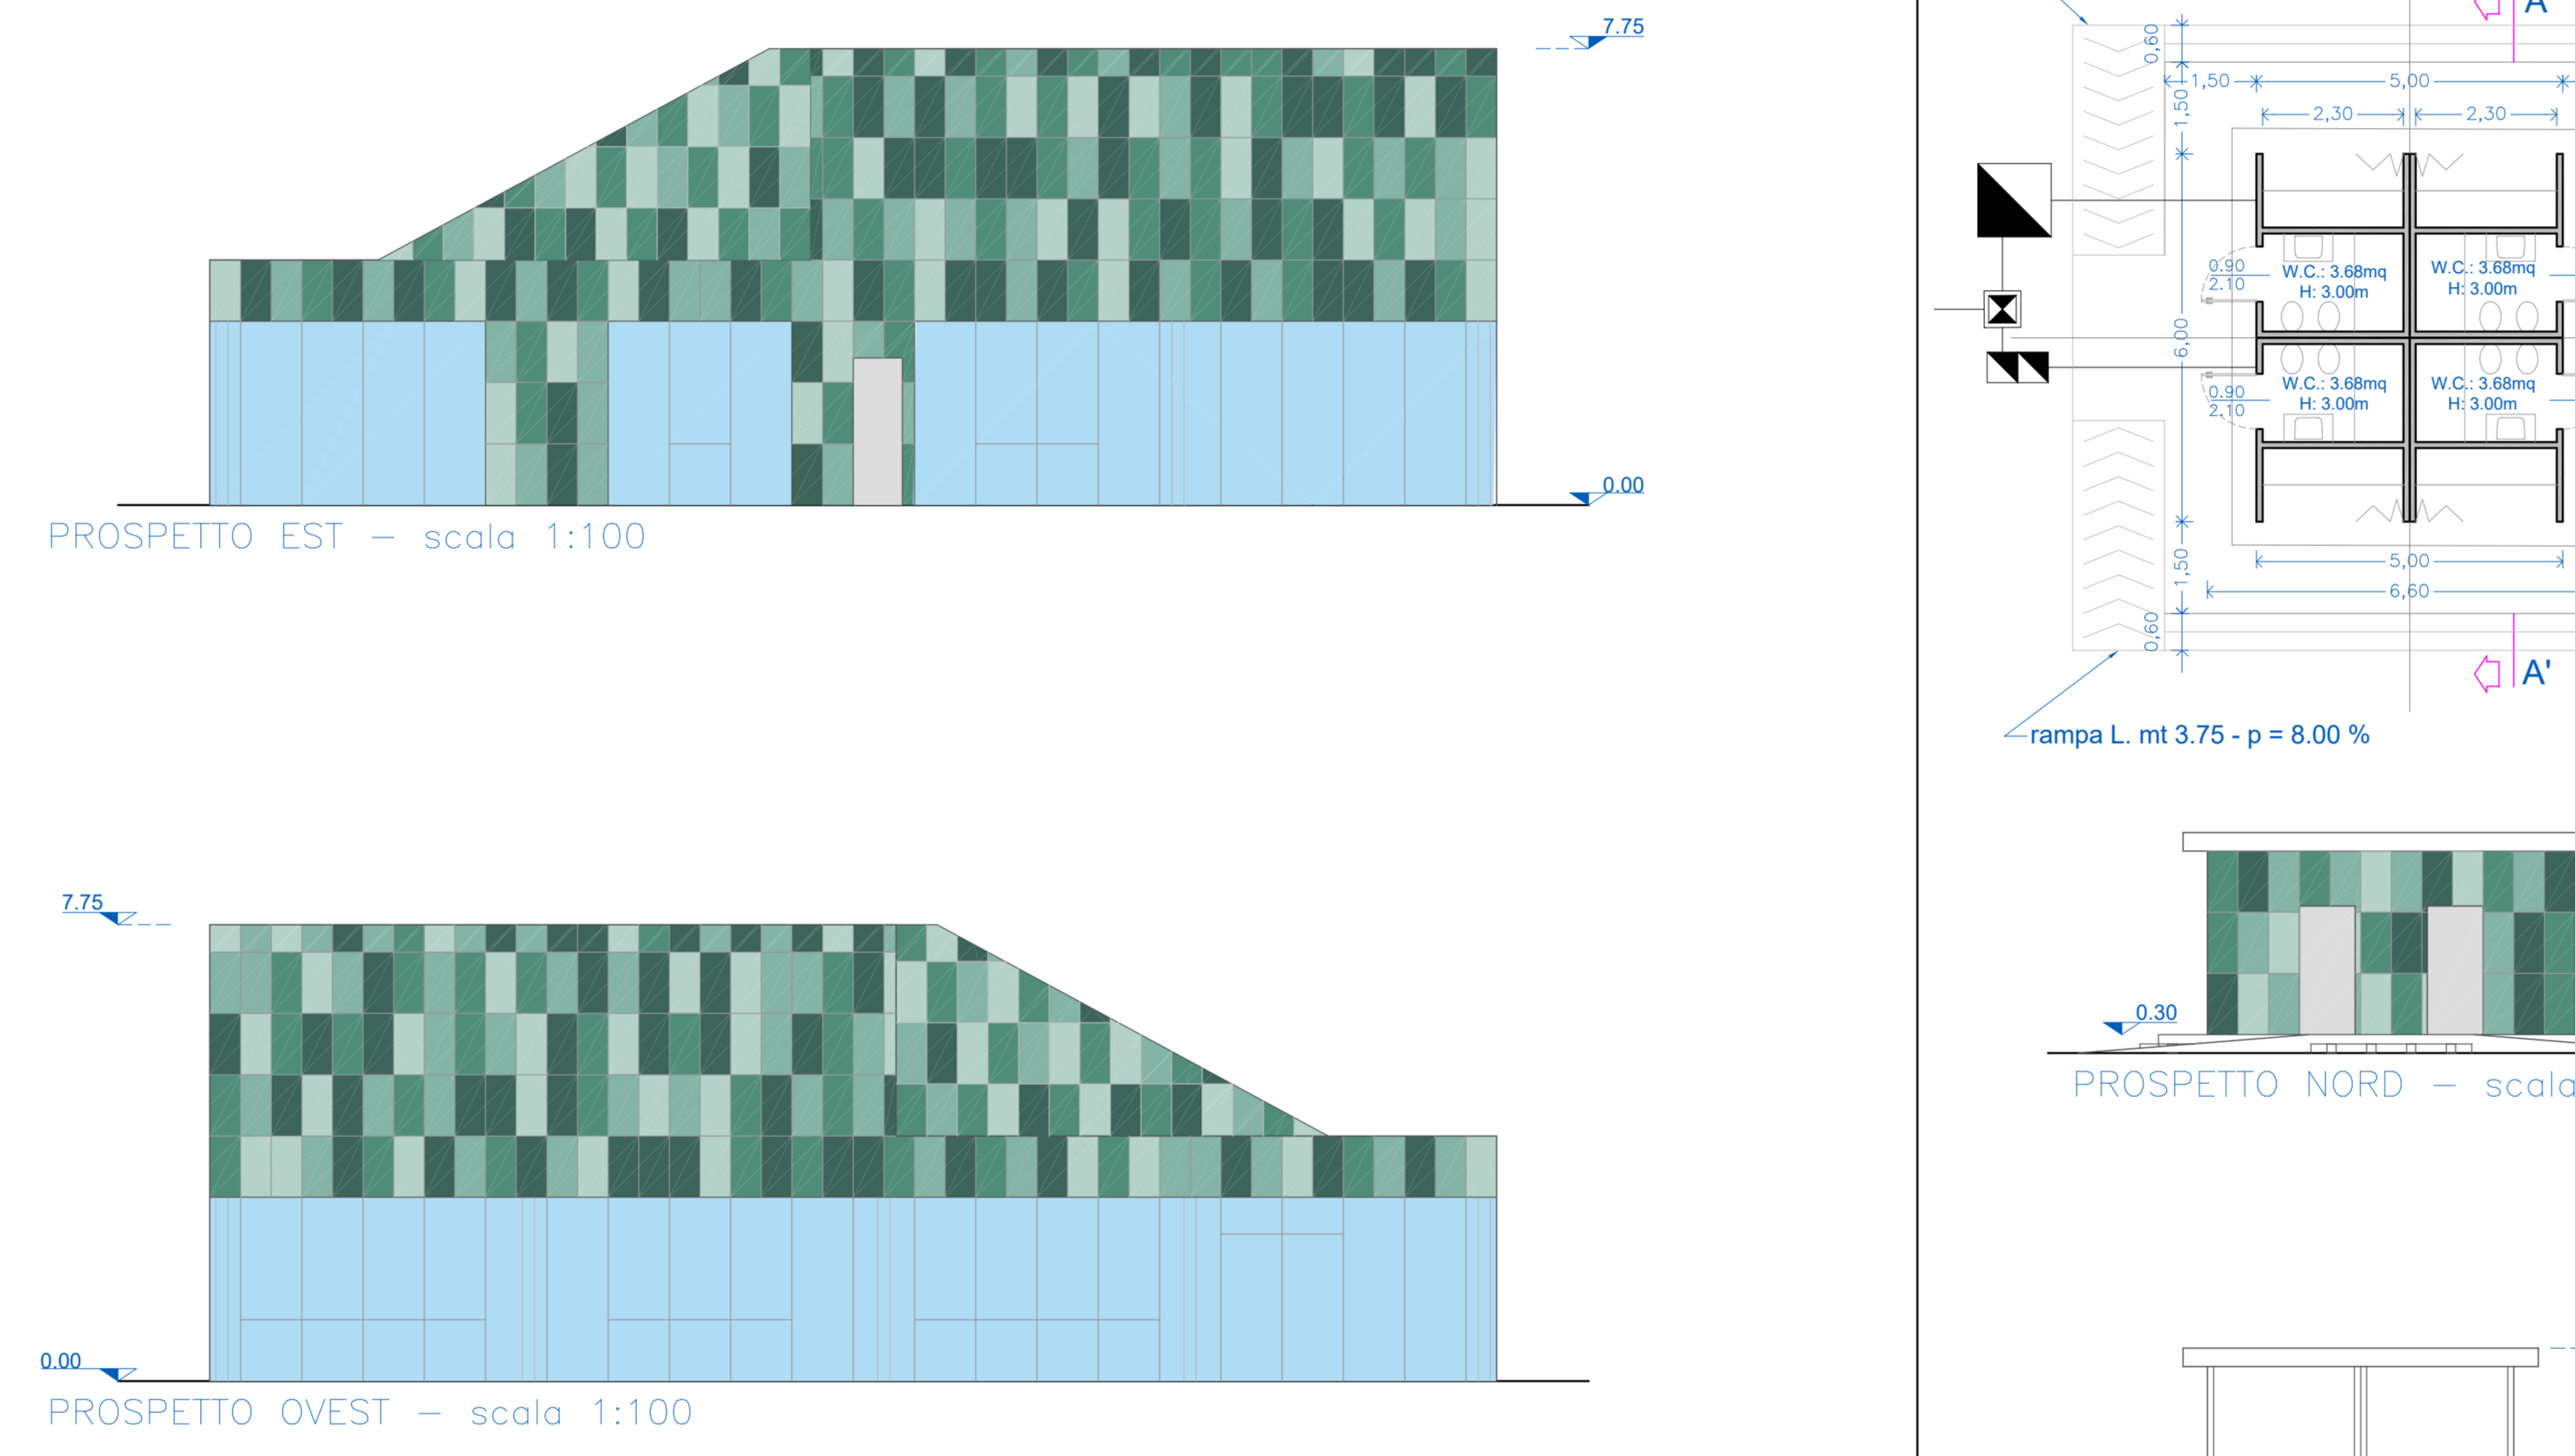 7.75
0.00
PROSPETTO EST – scala 1:100
7.75
0.00
PROSPETTO OVEST – scala 1:100
A
0,60
1,50
5,00
1,50
2,30
2,30
0.90
2.10
W.C.: 3.68mq
H: 3.00m
W.C.: 3.68mq
H: 3.00m
6,00
0.90
2.10
W.C.: 3.68mq
H: 3.00m
W.C.: 3.68mq
H: 3.00m
1,50
5,00
6,60
0,60
A'
rampa L. mt 3.75 - p = 8.00 %
0.30
PROSPETTO NORD – scala